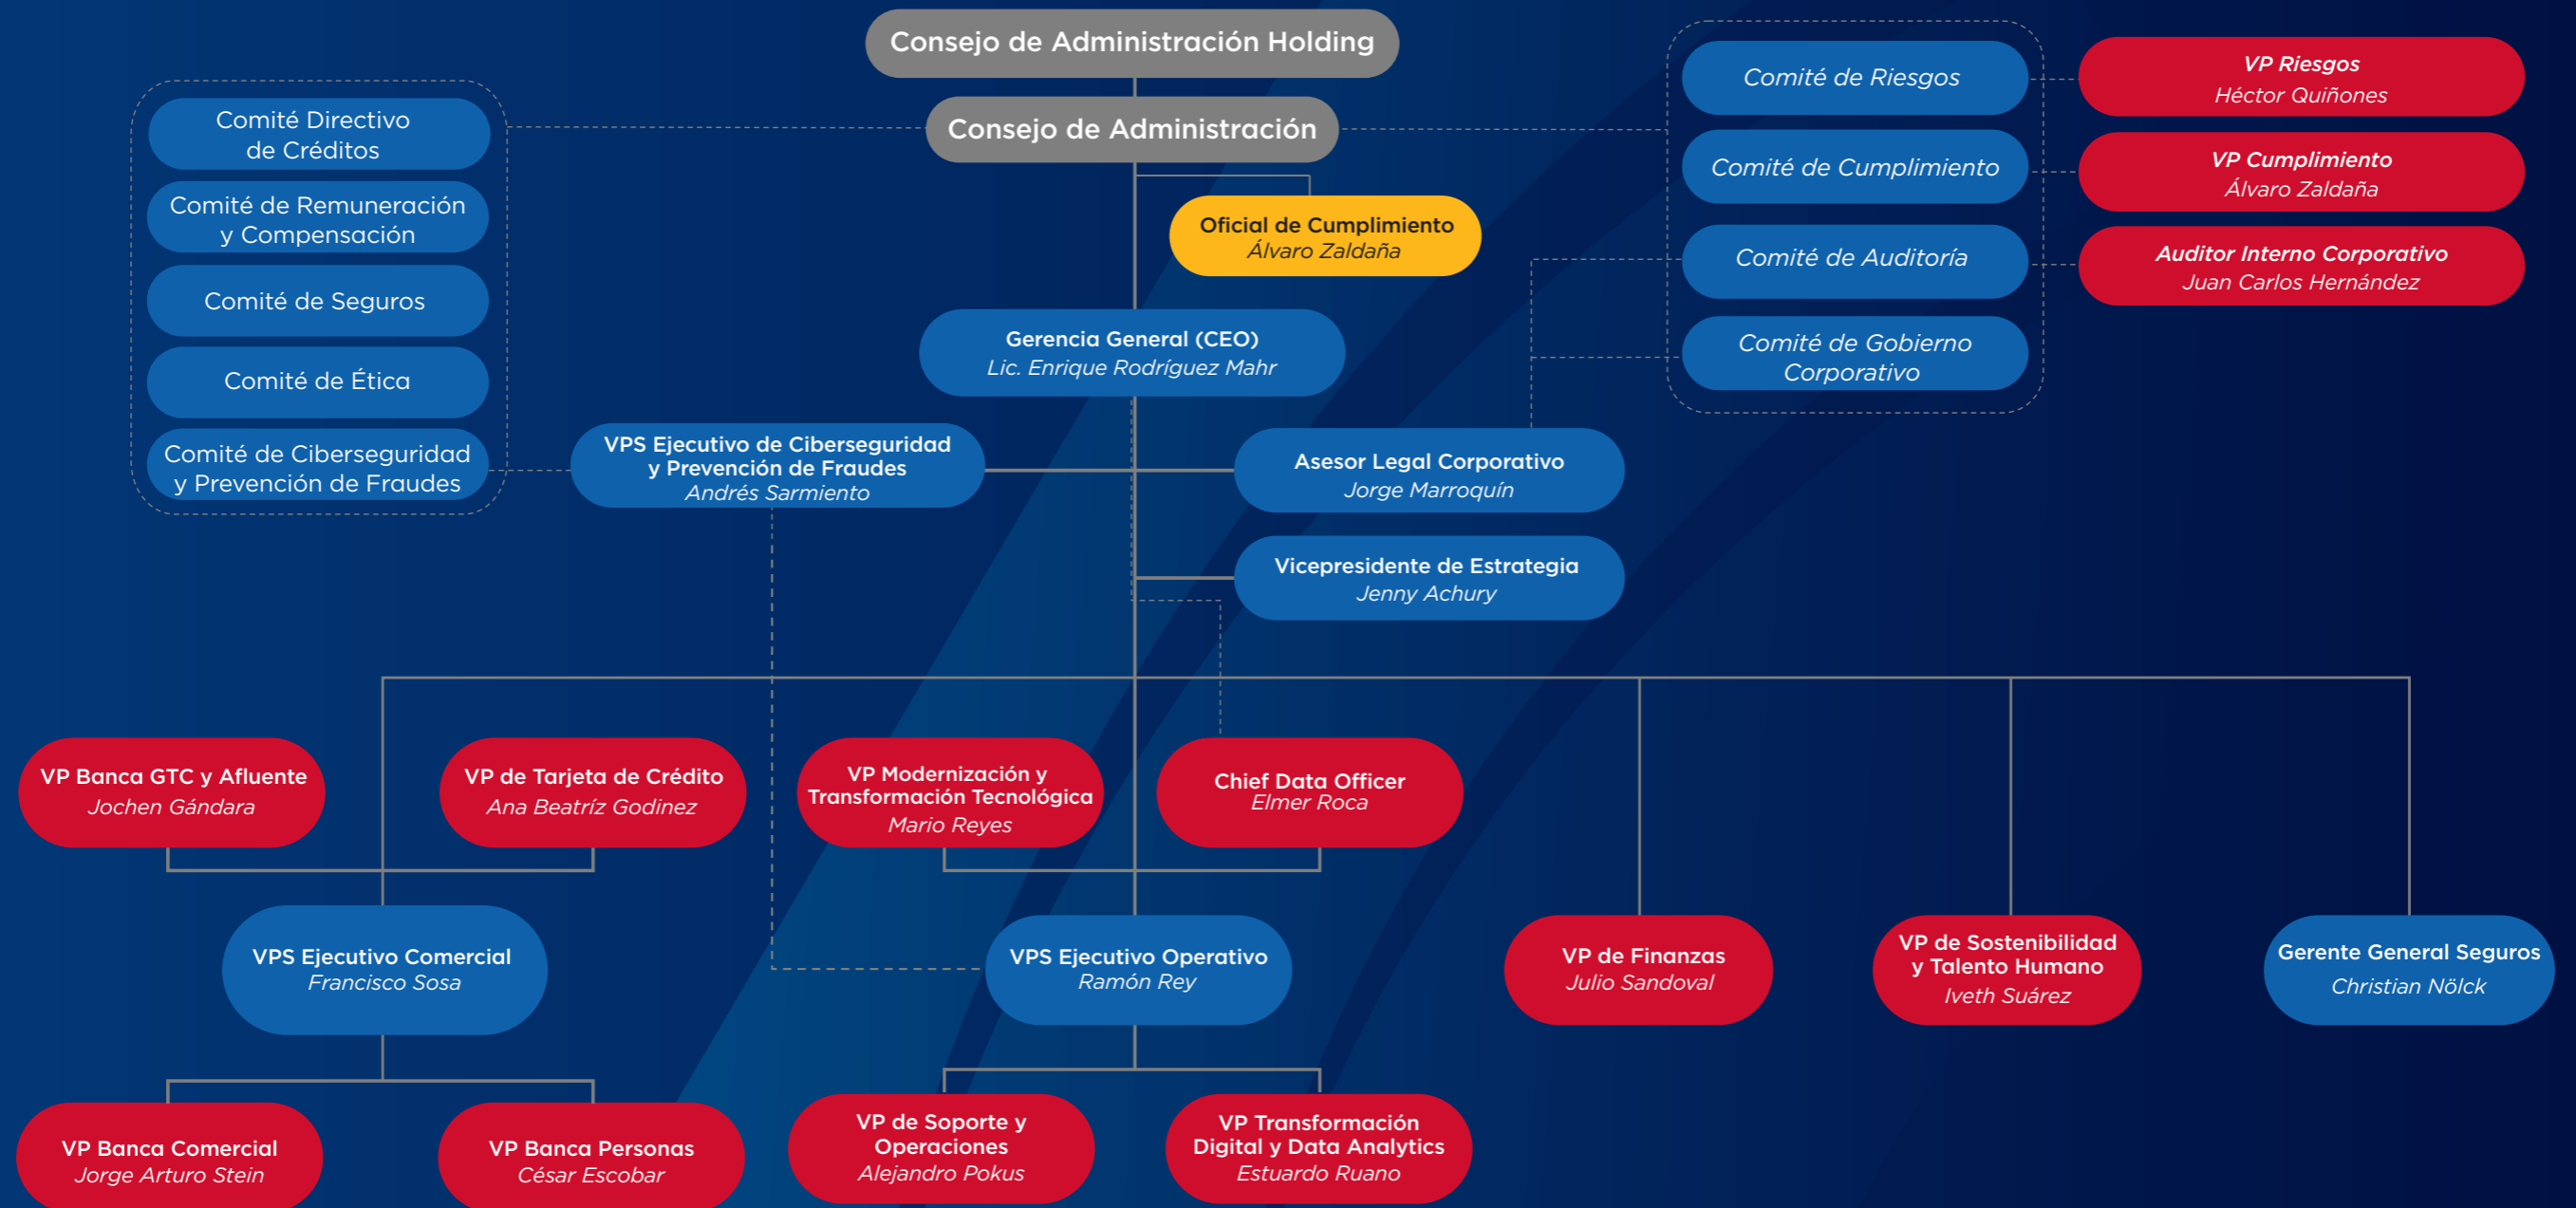 Consejo de Administración Holding
Consejo de Administración
Comité Directivo
de Créditos
Comité de Remuneración
y Compensación
Comité de Seguros
Comité de Ética
Comité de Ciberseguridad
y Prevención de Fraudes
Comité de Riesgos
Comité de Cumplimiento
Comité de Auditoría
Comité de Gobierno
Corporativo
VP Riesgos
Héctor Quiñones
VP Cumplimiento
Álvaro Zaldaña
Auditor Interno Corporativo
Juan Carlos Hernández
Oficial de Cumplimiento
Álvaro Zaldaña
Gerencia General (CEO)
Lic. Enrique Rodríguez Mahr
VPS Ejecutivo de Ciberseguridad
y Prevención de Fraudes
Andrés Sarmiento
Asesor Legal Corporativo
Jorge Marroquín
Vicepresidente de Estrategia
Jenny Achury
VP Banca GTC y Afluente
Jochen Gándara
VP de Tarjeta de Crédito
Ana Beatríz Godinez
VP Modernización y
Transformación Tecnológica
Mario Reyes
Chief Data Officer
Elmer Roca
VPS Ejecutivo Comercial
Francisco Sosa
VPS Ejecutivo Operativo
Ramón Rey
VP de Finanzas
Julio Sandoval
VP de Sostenibilidad
y Talento Humano
Iveth Suárez
Gerente General Seguros
Christian Nölck
VP Banca Comercial
Jorge Arturo Stein
VP Banca Personas
César Escobar
VP de Soporte y
Operaciones
Alejandro Pokus
VP Transformación
Digital y Data Analytics
Estuardo Ruano